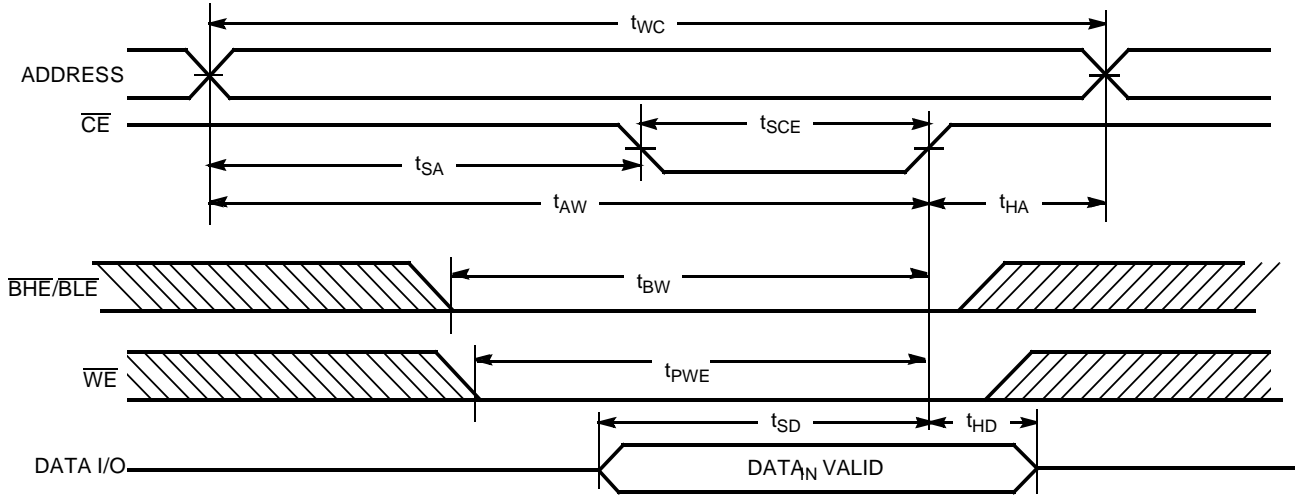 tWC
ADDRESS
CE
tSCE
tSA
tAW
tHA
BHE/BLE
tBW
WE
tPWE
tSD
tHD
DATA I/O
DATAIN VALID